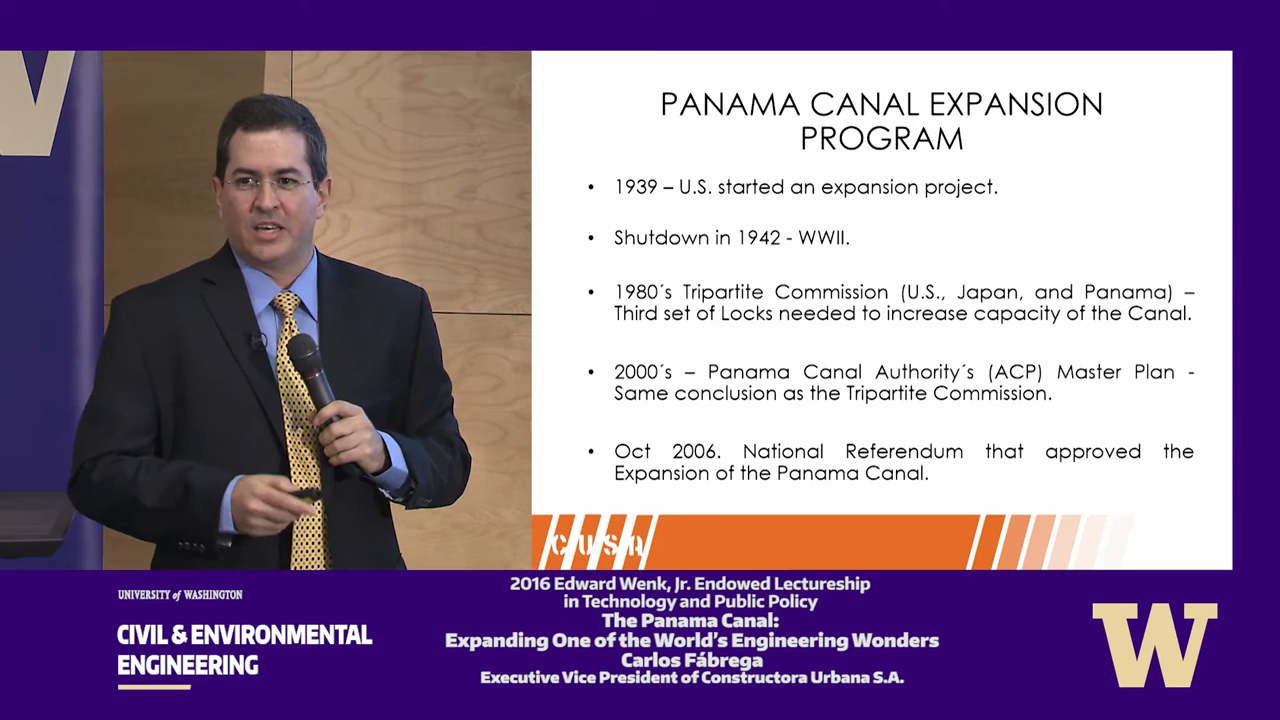 PANAMA CANAL EXPANSION
PROGRAM
• 1939 – U.S. started an expansion project.
• Shutdown in 1942 - WWII.
• 1980´s Tripartite Commission (U.S., Japan, and Panama) –
Third set of Locks needed to increase capacity of the Canal.
• 2000´s – Panama Canal Authority´s (ACP) Master Plan -
Same conclusion as the Tripartite Commission.
• Oct 2006. National Referendum that approved the
Expansion of the Panama Canal.
CUSA
UNIVERSITY of WASHINGTON
CIVIL & ENVIRONMENTAL
ENGINEERING
2016 Edward Wenk, Jr. Endowed Lectureship
in Technology and Public Policy
The Panama Canal:
Expanding One of the World's Engineering Wonders
Carlos Fábrega
Executive Vice President of Constructora Urbana S.A.
W